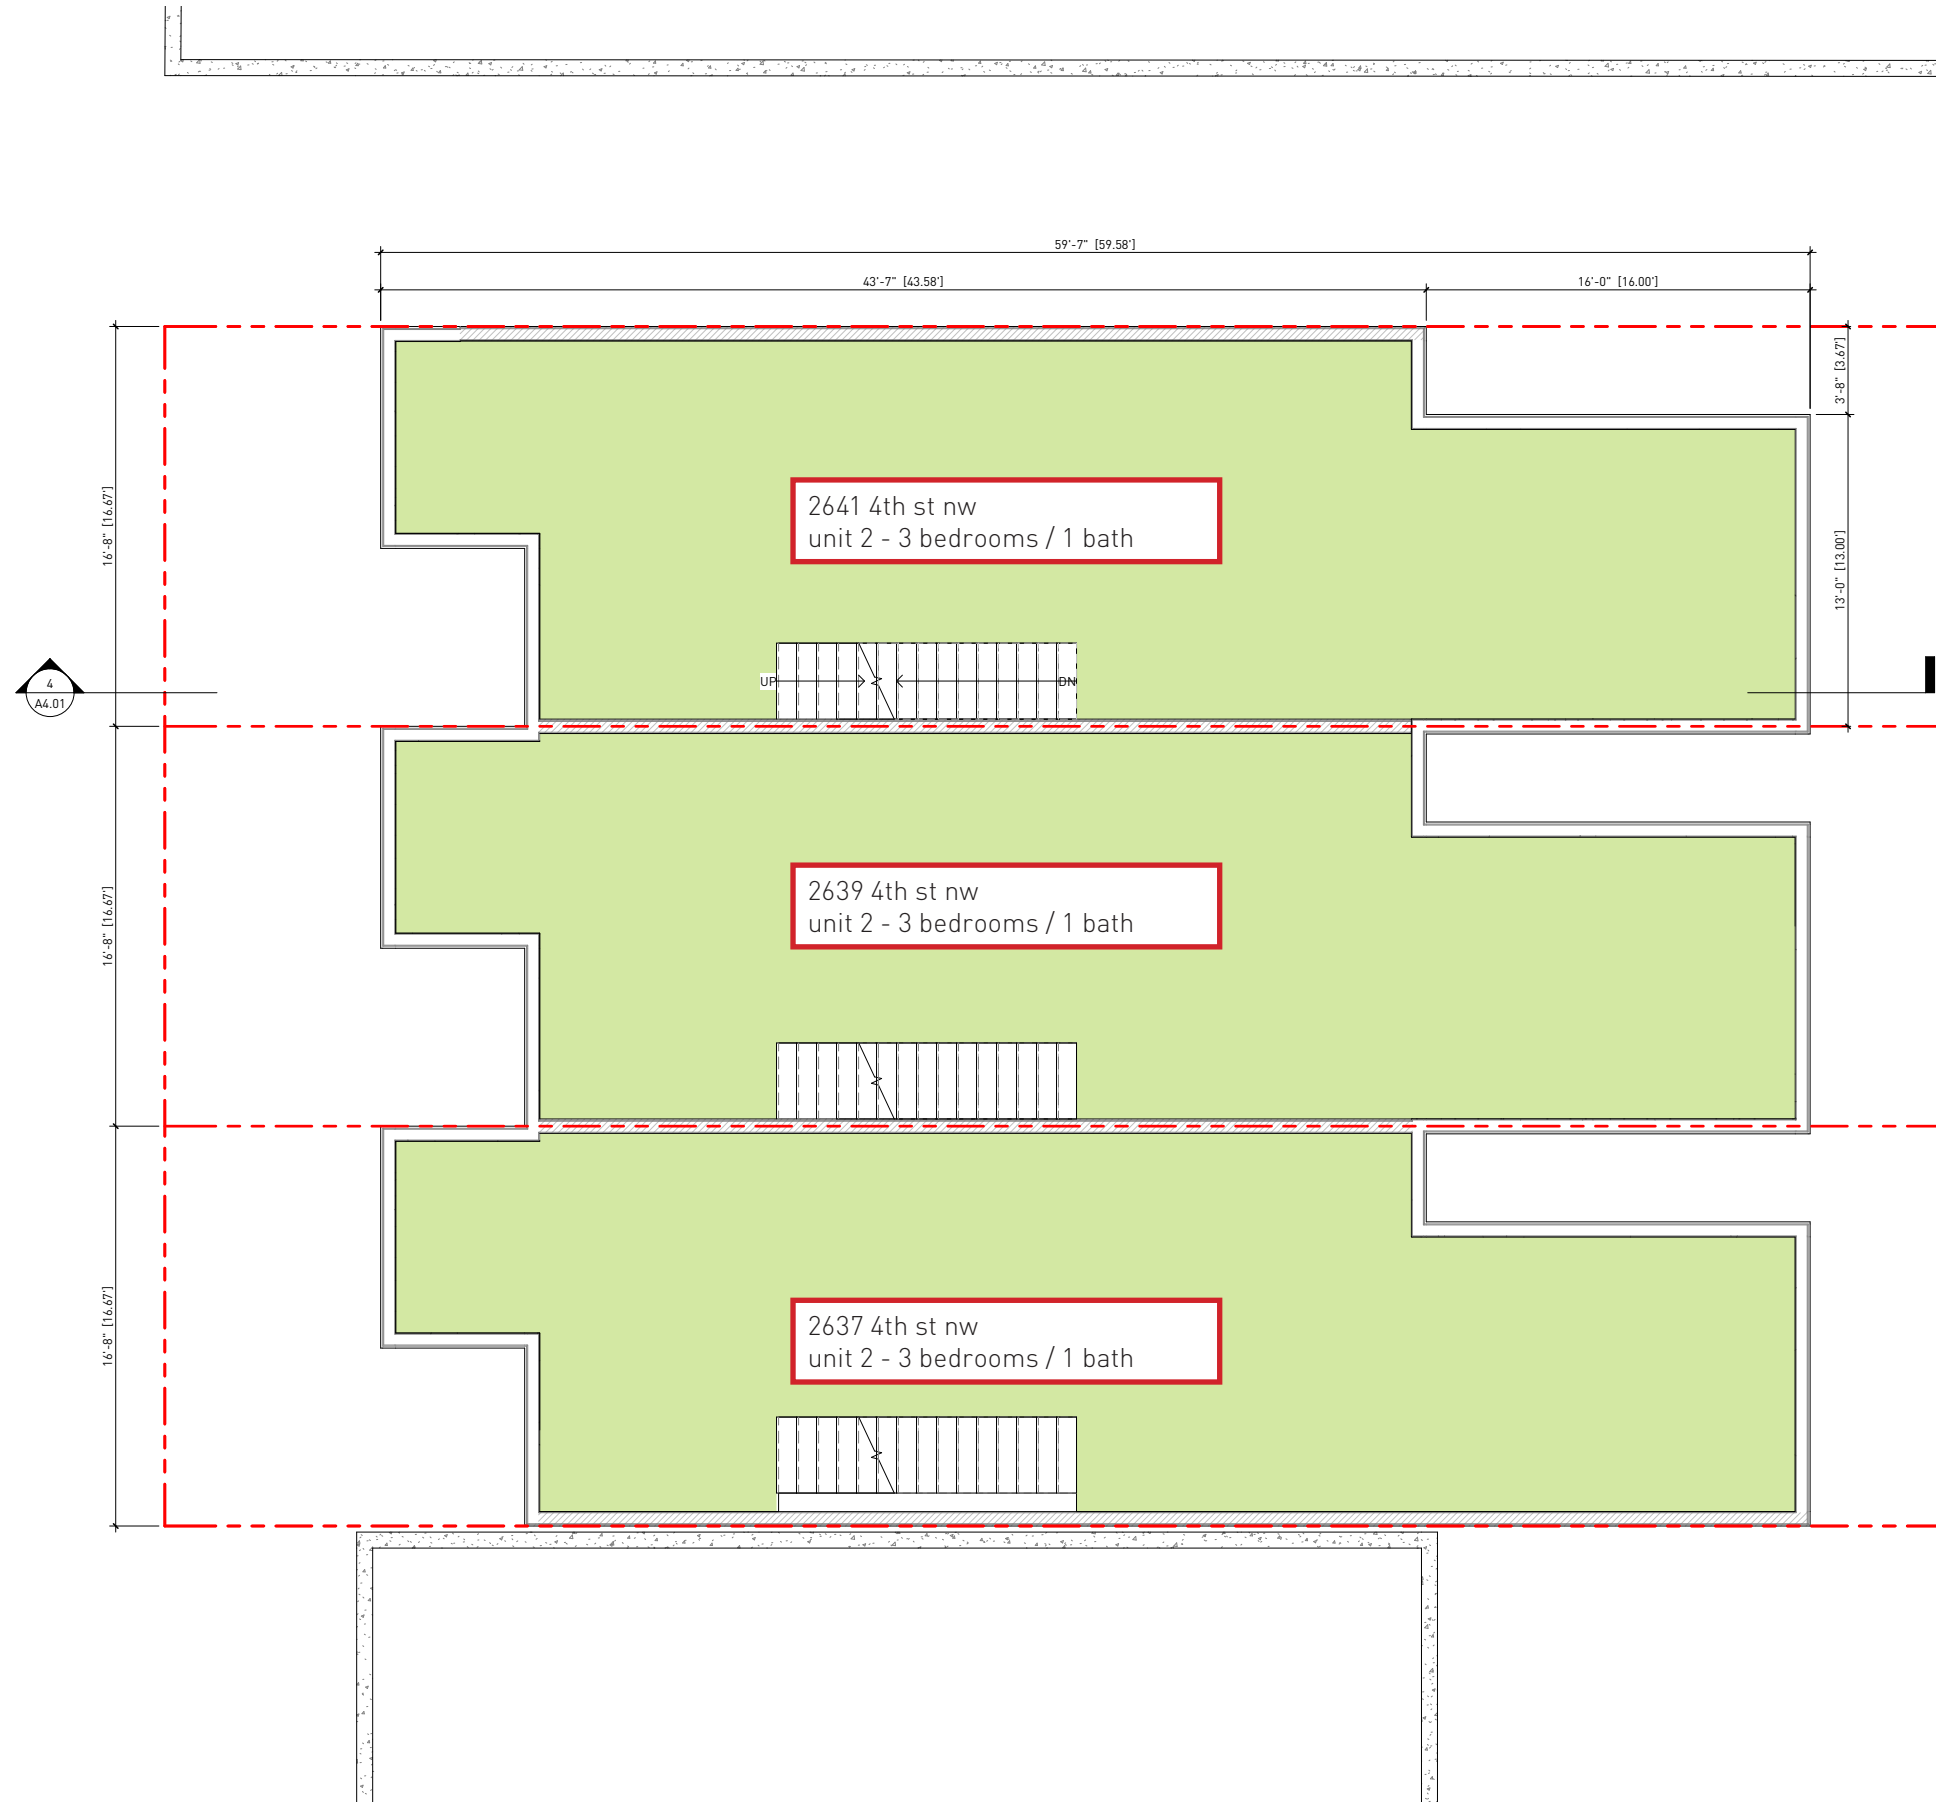 59'-7" [59.58']
43'-7" [43.58']
16'-0" [16.00']
3'-8" [3.67']
16'-8" [16.67']
2641 4th st nw
unit 2 - 3 bedrooms / 1 bath
13'-0" [13.00']
UP
DN
4
A4.01
16'-8" [16.67']
2639 4th st nw
unit 2 - 3 bedrooms / 1 bath
16'-8" [16.67']
2637 4th st nw
unit 2 - 3 bedrooms / 1 bath